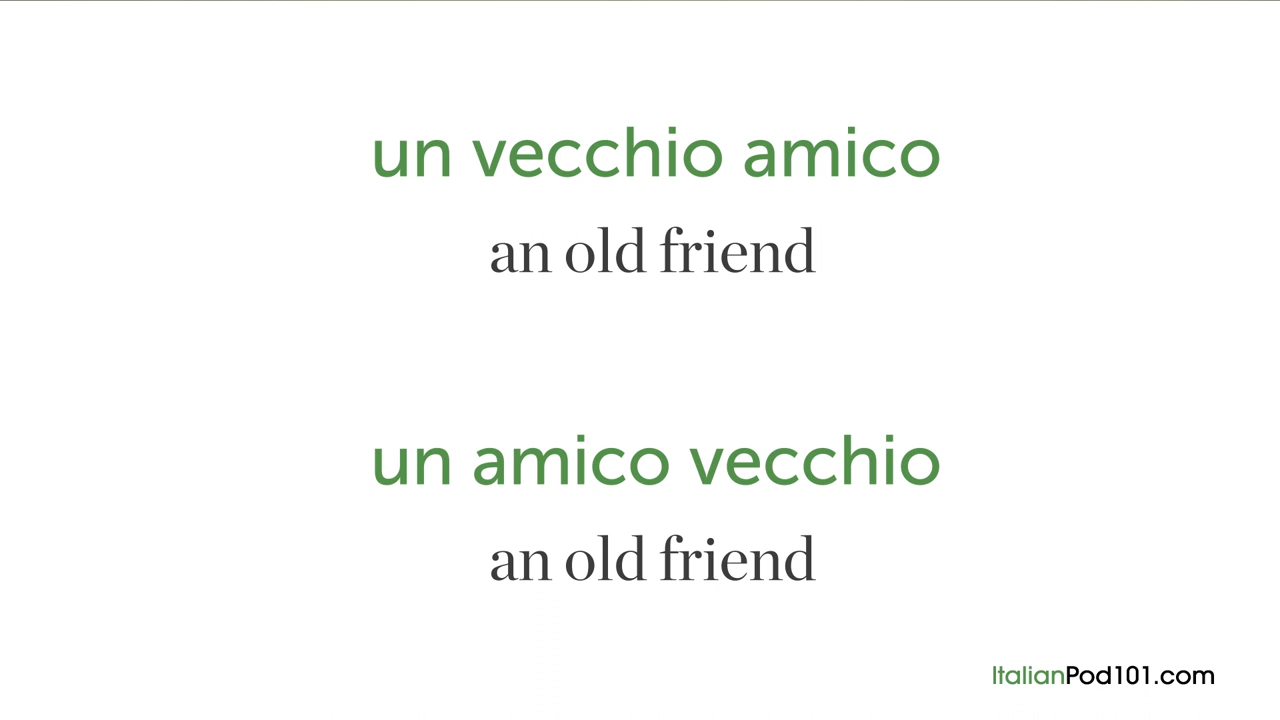 un vecchio amico
an old friend
un amico vecchio
an old friend
ItalianPod101.com